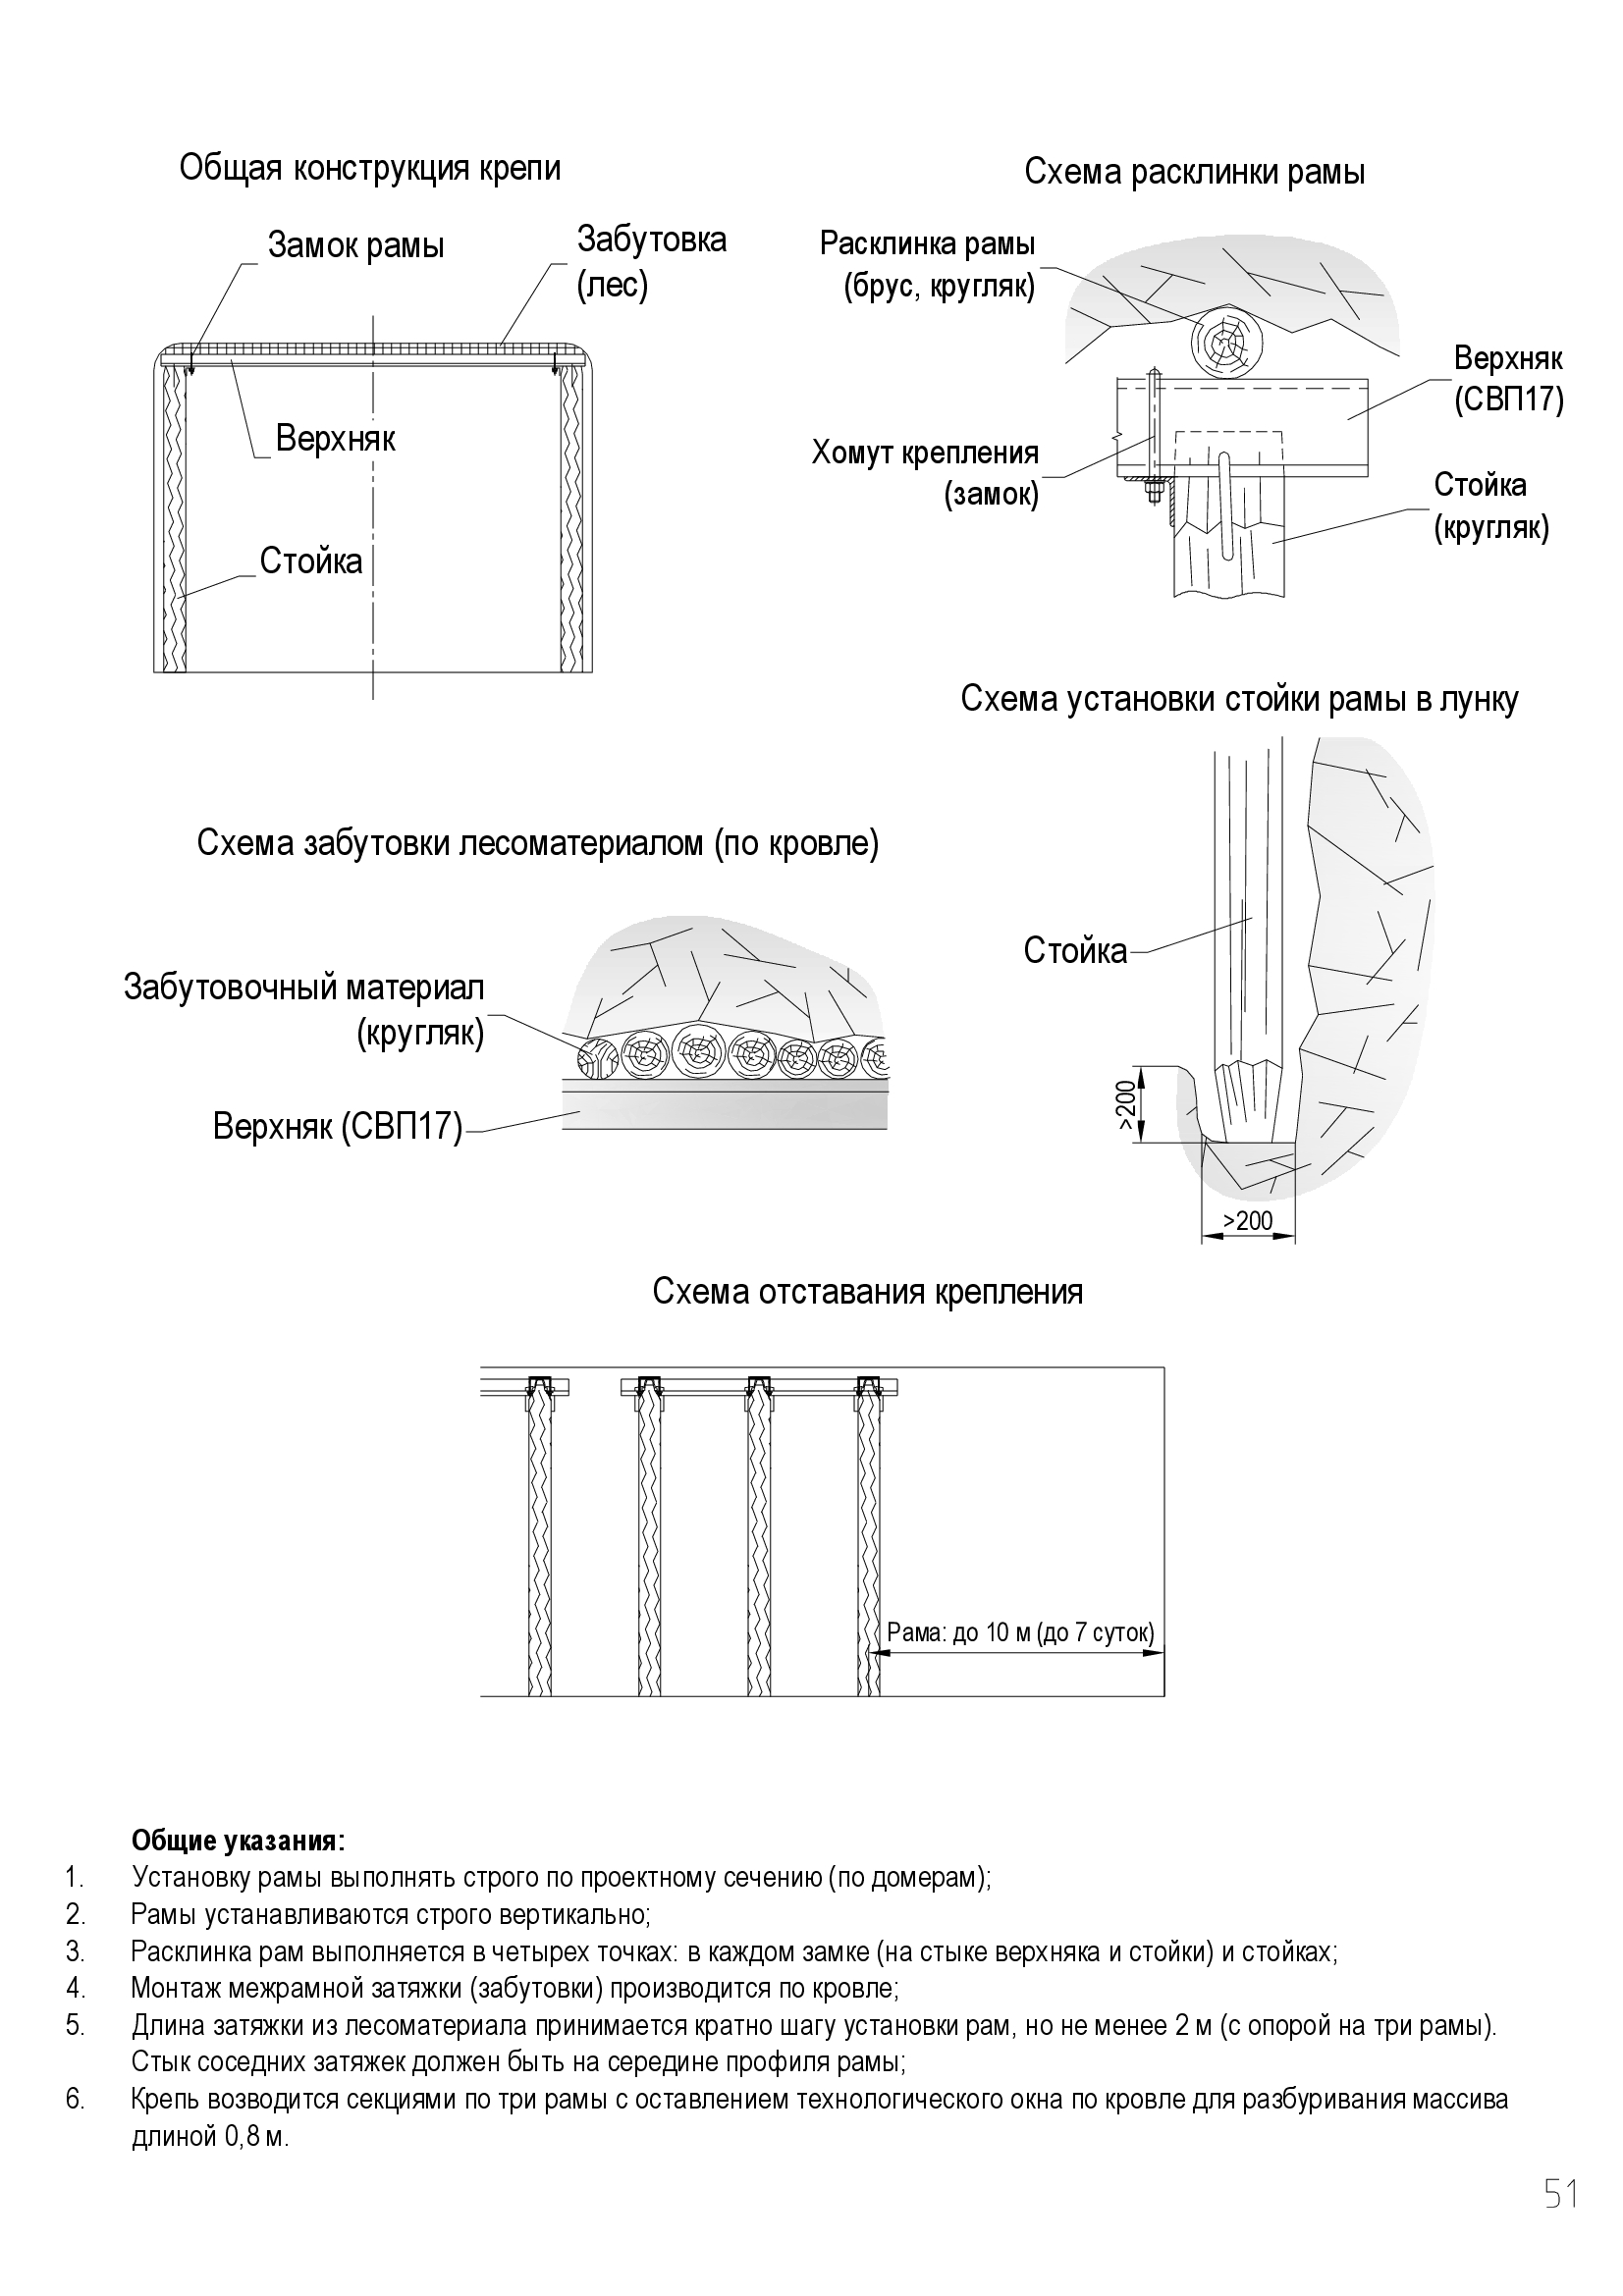 Общая конструкция крепи
Замок рамы
Забутовка
(лес)
Верхняк
Стойка
Схема расклинки рамы
Расклинка рамы
(брус, кругляк)
Верхняк
(СВП17)
Хомут крепления
(замок)
Стойка
(кругляк)
Схема установки стойки рамы в лунку
Стойка
>200
>200
Схема забутовки лесоматериалом (по кровле)
Забутовочный материал
(кругляк)
Верхняк (СВП17)
Схема отставания крепления
Рама: до 10 м (до 7 суток)
Общие указания:
1. Установку рамы выполнять строго по проектному сечению (по домерам);
2. Рамы устанавливаются строго вертикально;
3. Расклинка рам выполняется в четырех точках: в каждом замке (на стыке верхняка и стойки) и стойках;
4. Монтаж межрамной затяжки (забутовки) производится по кровле;
5. Длина затяжки из лесоматериала принимается кратно шагу установки рам, но не менее 2 м (с опорой на три рамы).
Стык соседних затяжек должен быть на середине профиля рамы;
6. Крепь возводится секциями по три рамы с оставлением технологического окна по кровле для разбуривания массива
длиной 0,8 м.
51